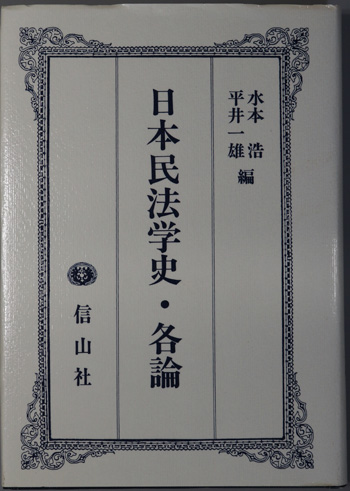 水本 浩
平井一雄 編
日本民法学史・各論
信山社